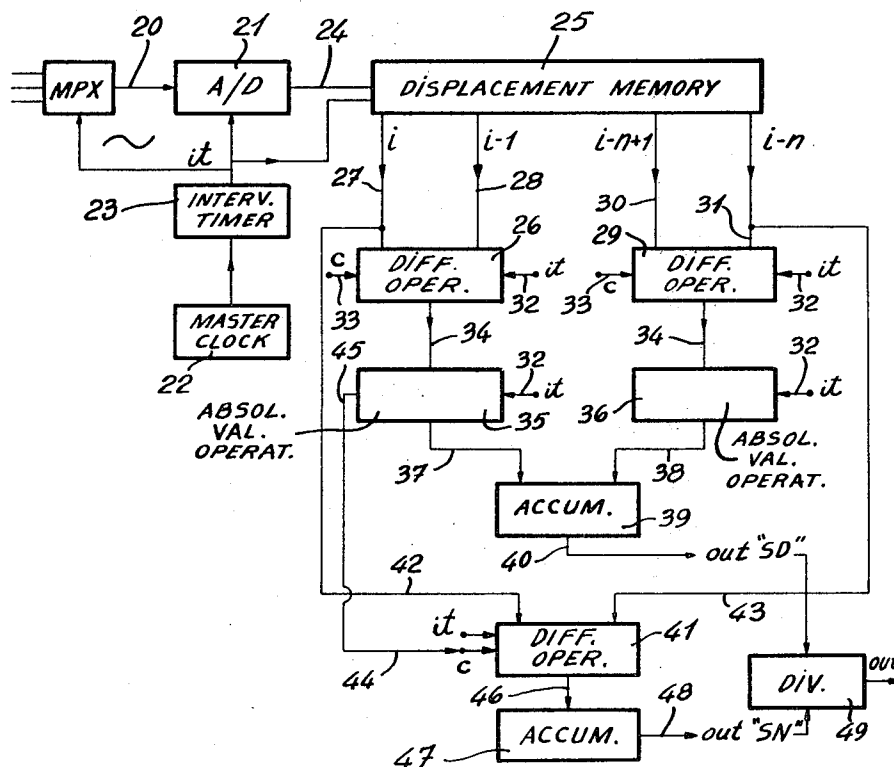 20
21
24
25
MPX
A/D
DISPLACEMENT MEMORY
it
i
i-1
i-n+1
i-n
23
INTERV.
TIMER
27
28
30
31
26
29
c
DIFF.
OPER.
it
c
DIFF.
OPER.
it
33
32
33
32
MASTER
CLOCK
22
34
34
45
32
it
32
it
35
36
ABSOL.
VAL.
OPERAT.
ABSOL.
VAL.
OPERAT.
37
38
ACCUM.
39
40
out "SD"
42
43
it
c
DIFF.
OPER.
41
44
46
48
DIV.
49
OUT
47
ACCUM.
out "SN"